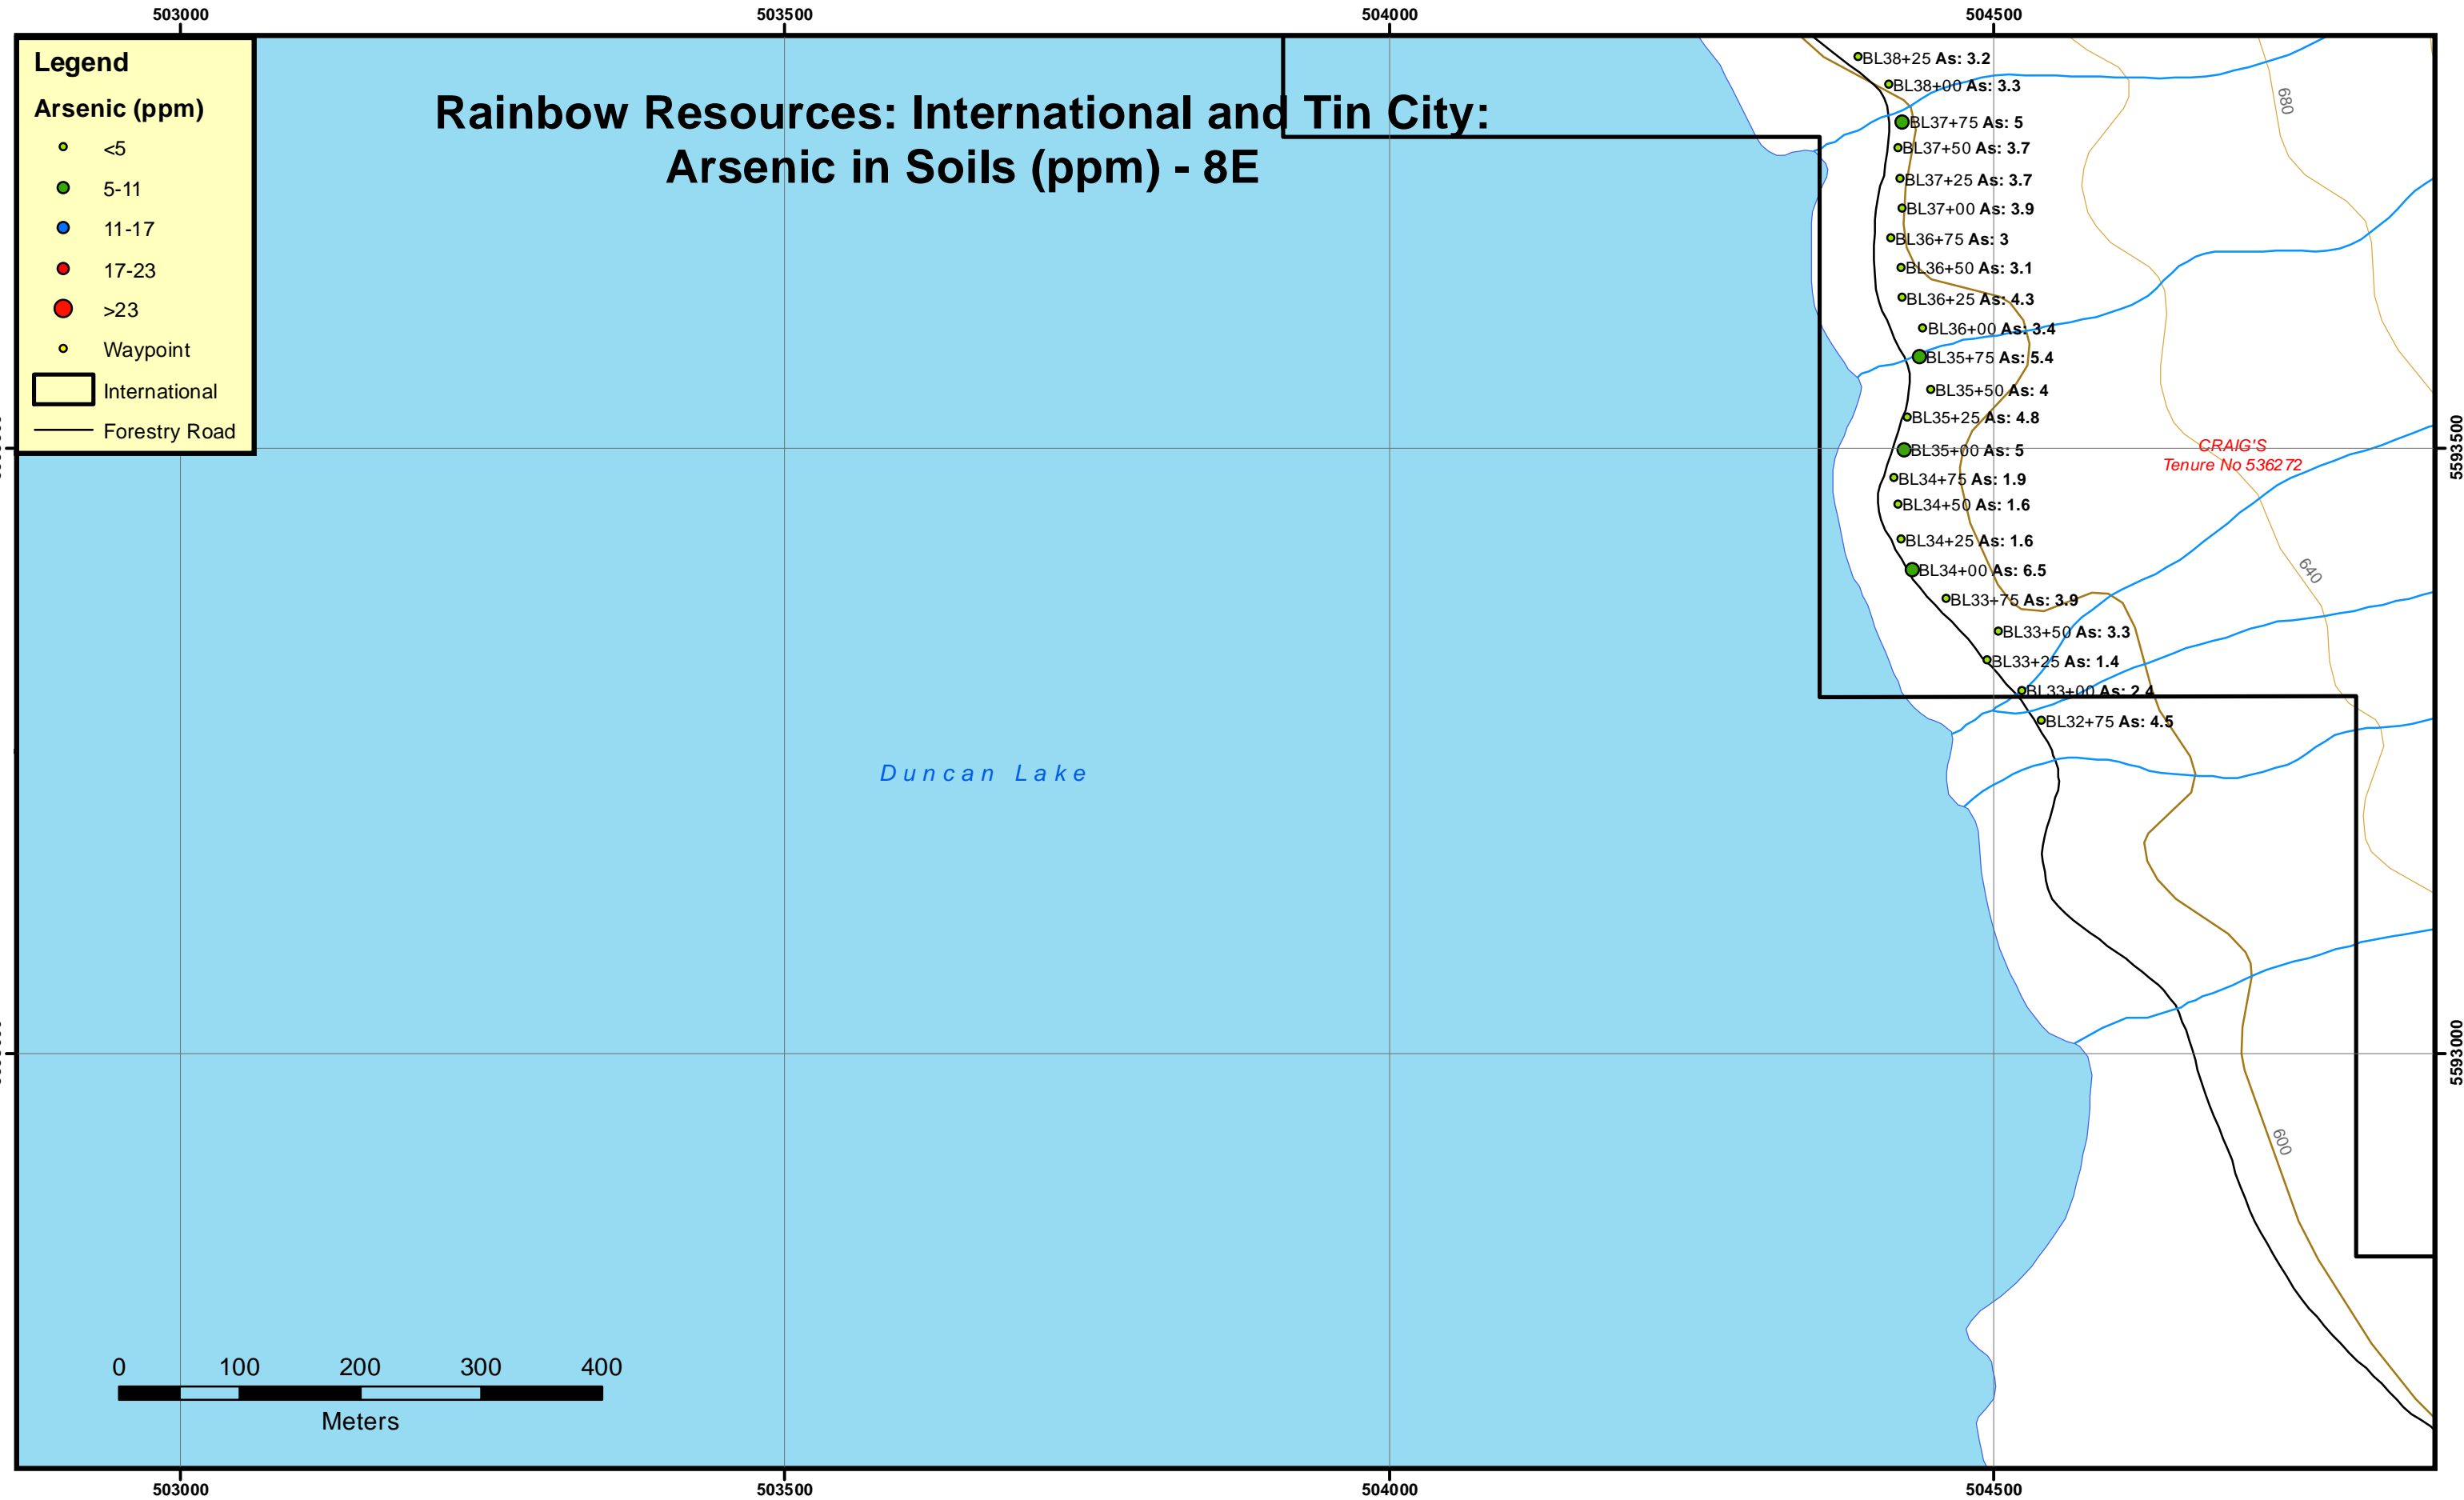 503000 503500 504000 504500
Legend
Arsenic (ppm)
<5
5-11
11-17
17-23
>23
Waypoint
International
Forestry Road
Rainbow Resources: International and Tin City:
Arsenic in Soils (ppm) - 8E
BL38+25 As: 3.2
BL38+00 As: 3.3
BL37+75 As: 5
BL37+50 As: 3.7
BL37+25 As: 3.7
BL37+00 As: 3.9
BL36+75 As: 3
BL36+50 As: 3.1
BL36+25 As: 4.3
BL36+00 As: 3.4
BL35+75 As: 5.4
BL35+50 As: 4
BL35+25 As: 4.8
BL35+00 As: 5
BL34+75 As: 1.9
BL34+50 As: 1.6
BL34+25 As: 1.6
BL34+00 As: 6.5
BL33+75 As: 3.9
BL33+50 As: 3.3
BL33+25 As: 1.4
BL33+00 As: 2.4
BL32+75 As: 4.5
680
CRAIG'S
Tenure No 536272
640
600
5593500
5593000
Duncan Lake
0 100 200 300 400
Meters
503000 503500 504000 504500